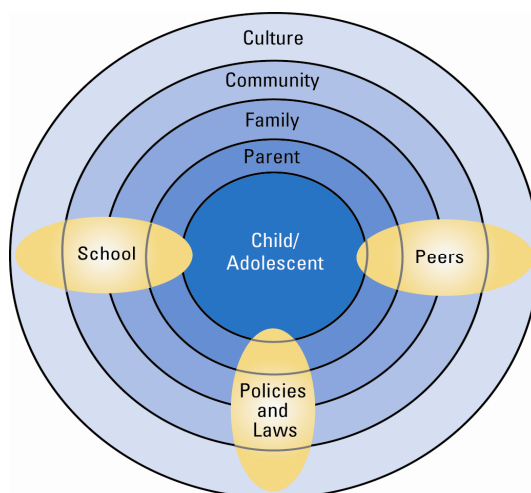 Culture
Community
Family
Parent
Child/
Adolescent
School
Peers
Policies
and
Laws